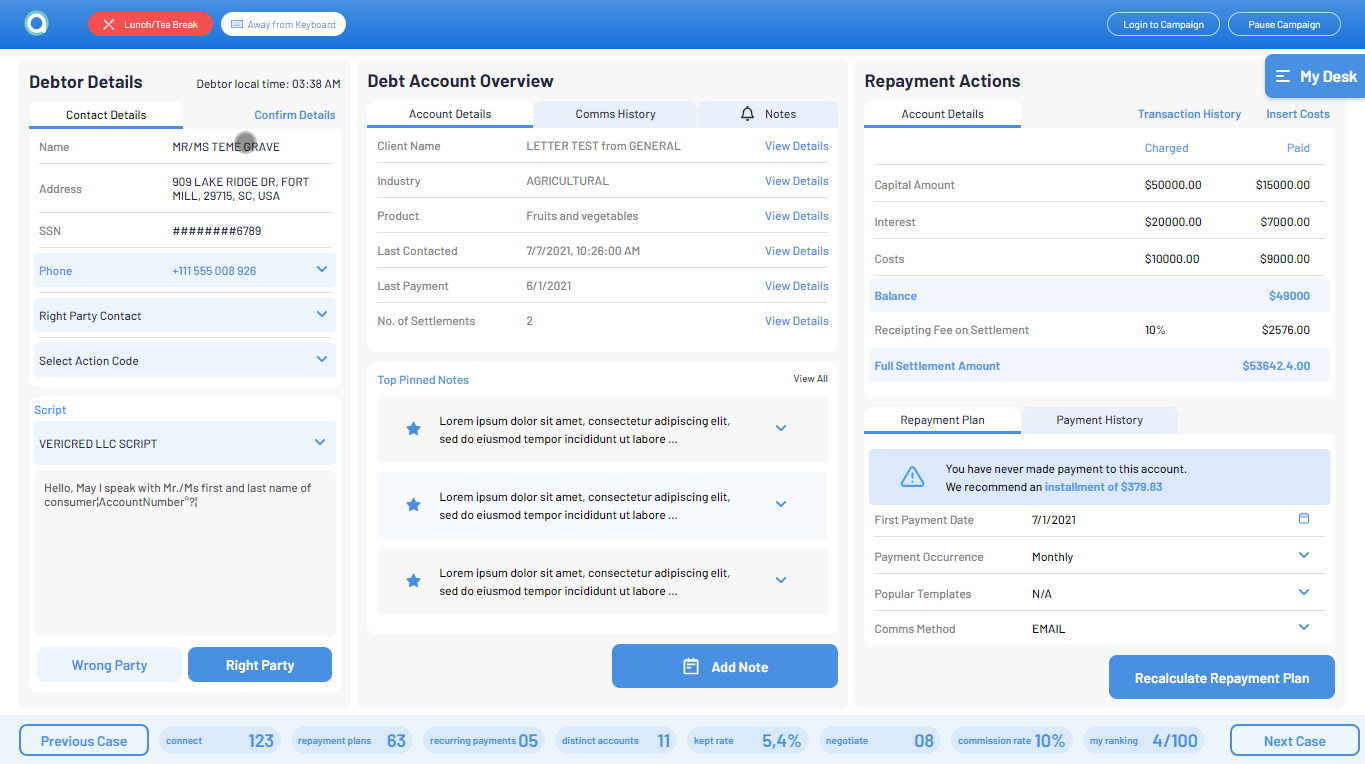 Lunch/Tea Break
Away from Keyboard
Login to Campaign
Pause Campaign
My Desk
Debtor Details
Debtor local time: 03:38 AM
Contact Details
Confirm Details
Name MR/MS TEME GRAVE
Address 909 LAKE RIDGE DR, FORT
MILL, 29715, SC, USA
SSN ########6789
Phone +111 555 008 926
Right Party Contact
Select Action Code
Script
VERICRED LLC SCRIPT
Hello, May I speak with Mr./Ms first and last name of
consumer¦AccountNumber°?¦
Wrong Party
Right Party
Debt Account Overview
Account Details
Comms History
Notes
Client Name LETTER TEST from GENERAL View Details
Industry AGRICULTURAL View Details
Product Fruits and vegetables View Details
Last Contacted 7/7/2021, 10:26:00 AM View Details
Last Payment 6/1/2021 View Details
No. of Settlements 2 View Details
Top Pinned Notes View All
Lorem ipsum dolor sit amet, consectetur adipiscing elit,
sed do eiusmod tempor incididunt ut labore ...
Lorem ipsum dolor sit amet, consectetur adipiscing elit,
sed do eiusmod tempor incididunt ut labore ...
Lorem ipsum dolor sit amet, consectetur adipiscing elit,
sed do eiusmod tempor incididunt ut labore ...
Add Note
Repayment Actions
Account Details
Transaction History
Insert Costs
Charged Paid
Capital Amount $50000.00 $15000.00
Interest $20000.00 $7000.00
Costs $10000.00 $9000.00
Balance $49000
Receipting Fee on Settlement 10% $2576.00
Full Settlement Amount $53642.4.00
Repayment Plan
Payment History
You have never made payment to this account.
We recommend an installment of $379.83
First Payment Date 7/1/2021
Payment Occurrence Monthly
Popular Templates N/A
Comms Method EMAIL
Recalculate Repayment Plan
Previous Case
connect 123
repayment plans 63
recurring payments 05
distinct accounts 11
kept rate 5,4%
negotiate 08
commission rate 10%
my ranking 4/100
Next Case